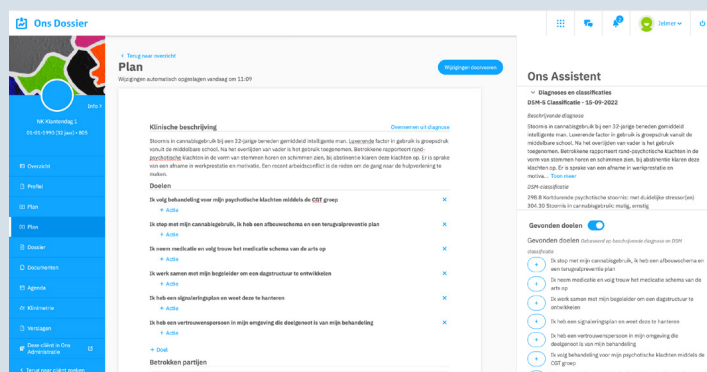 Ons Dossier
2
Jelmer
Info >
NK Klantendag 1
01-01-1990 (32 jaar) • BDS
Overzicht
Profiel
Plan
Plan
Dossier
Documenten
Agenda
Klinimetrie
Verslagen
Deze cliënt in Ons
Administratie
< Terug naar cliënt zoeken
< Terug naar overzicht
Plan
Wijzigingen automatisch opgeslagen vandaag om 11:09
Wijzigingen doorvoeren
Klinische beschrijving
Overnemen uit diagnose
Stoornis in cannabisgebruik bij een 32-jarige beneden gemiddeld
intelligente man. Luxerende factor in gebruik is groepsdruk
vanuit de middelbare school. Na het overlijden van vader is het gebruik toegenomen. Betrokkene rapporteert rand-
psychotische klachten in de vorm van stemmen horen en schimmen zien, bij abstinentie klaren deze klachten op. Er is sprake
van een afname in werkprestatie en motivatie. Een recent arbeidsconflict is de reden om de gang naar de hulpverlening te
maken.
Doelen
Ik volg behandeling voor mijn psychotische klachten middels de CGT groep
+ Actie
Ik stop met mijn cannabisgebruik, ik heb een afbouwschema en een terugvalpreventie plan
+ Actie
Ik neem medicatie en volg trouw het medicatie schema van de arts op
+ Actie
Ik werk samen met mijn begeleider om een dagstructuur te ontwikkelen
+ Actie
Ik heb een signaleringsplan en weet deze te hanteren
+ Actie
Ik heb een vertrouwenspersoon in mijn omgeving die deelgenoot is van mijn behandeling
+ Actie
+ Doel
Betrokken partijen
Ons Assistent
Diagnoses en classificaties
DSM-5 Classificatie - 15-09-2022
Beschrijvende diagnose
Stoornis in cannabisgebruik bij een 32-jarige beneden gemiddeld
intelligente man. Luxerende factor in gebruik is groepsdruk vanuit de
middelbare school. Na het overlijden van vader is het gebruik
toegenomen. Betrokkene rapporteert rand-psychotische klachten in de
vorm van stemmen horen en schimmen zien, bij abstinentie klaren deze
klachten op. Er is sprake van een afname in werkprestatie en
motiva... Toon meer
DSM-classificatie
298.8 Kortdurende psychotische stoornis: met duidelijke stressor(en)
304.30 Stoornis in cannabisgebruik: matig, ernstig
Gevonden doelen
Gevonden doelen Gebaseerd op beschrijvende diagnose en DSM
classificatie
Ik stop met mijn cannabisgebruik, ik heb een afbouwschema en
een terugvalpreventie plan
Ik neem medicatie en volg trouw het medicatie schema van de
arts op
Ik werk samen met mijn begeleider om een dagstructuur te
ontwikkelen
Ik heb een signaleringsplan en weet deze te hanteren
Ik heb een vertrouwenspersoon in mijn omgeving die
deelgenoot is van mijn behandeling
Ik volg behandeling voor mijn psychotische klachten middels de
CGT groep